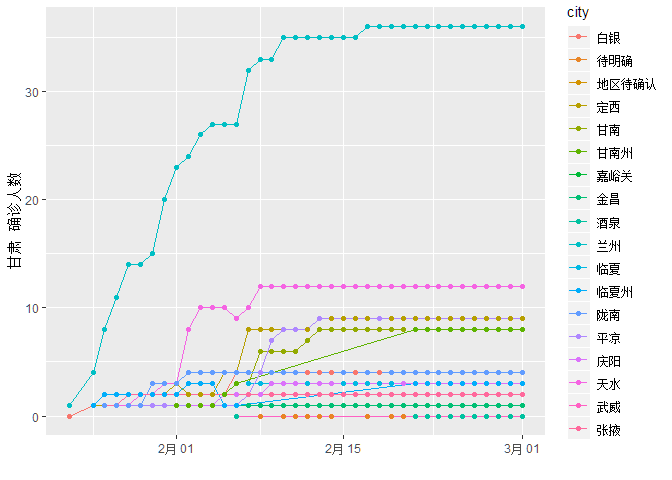 city
白银
待明确
地区待确认
定西
甘南
甘南州
嘉峪关
金昌
酒泉
兰州
临夏
临夏州
陇南
平凉
庆阳
天水
武威
张掖
甘肃 确诊人数
30
20
10
0
2月 01
2月 15
3月 01